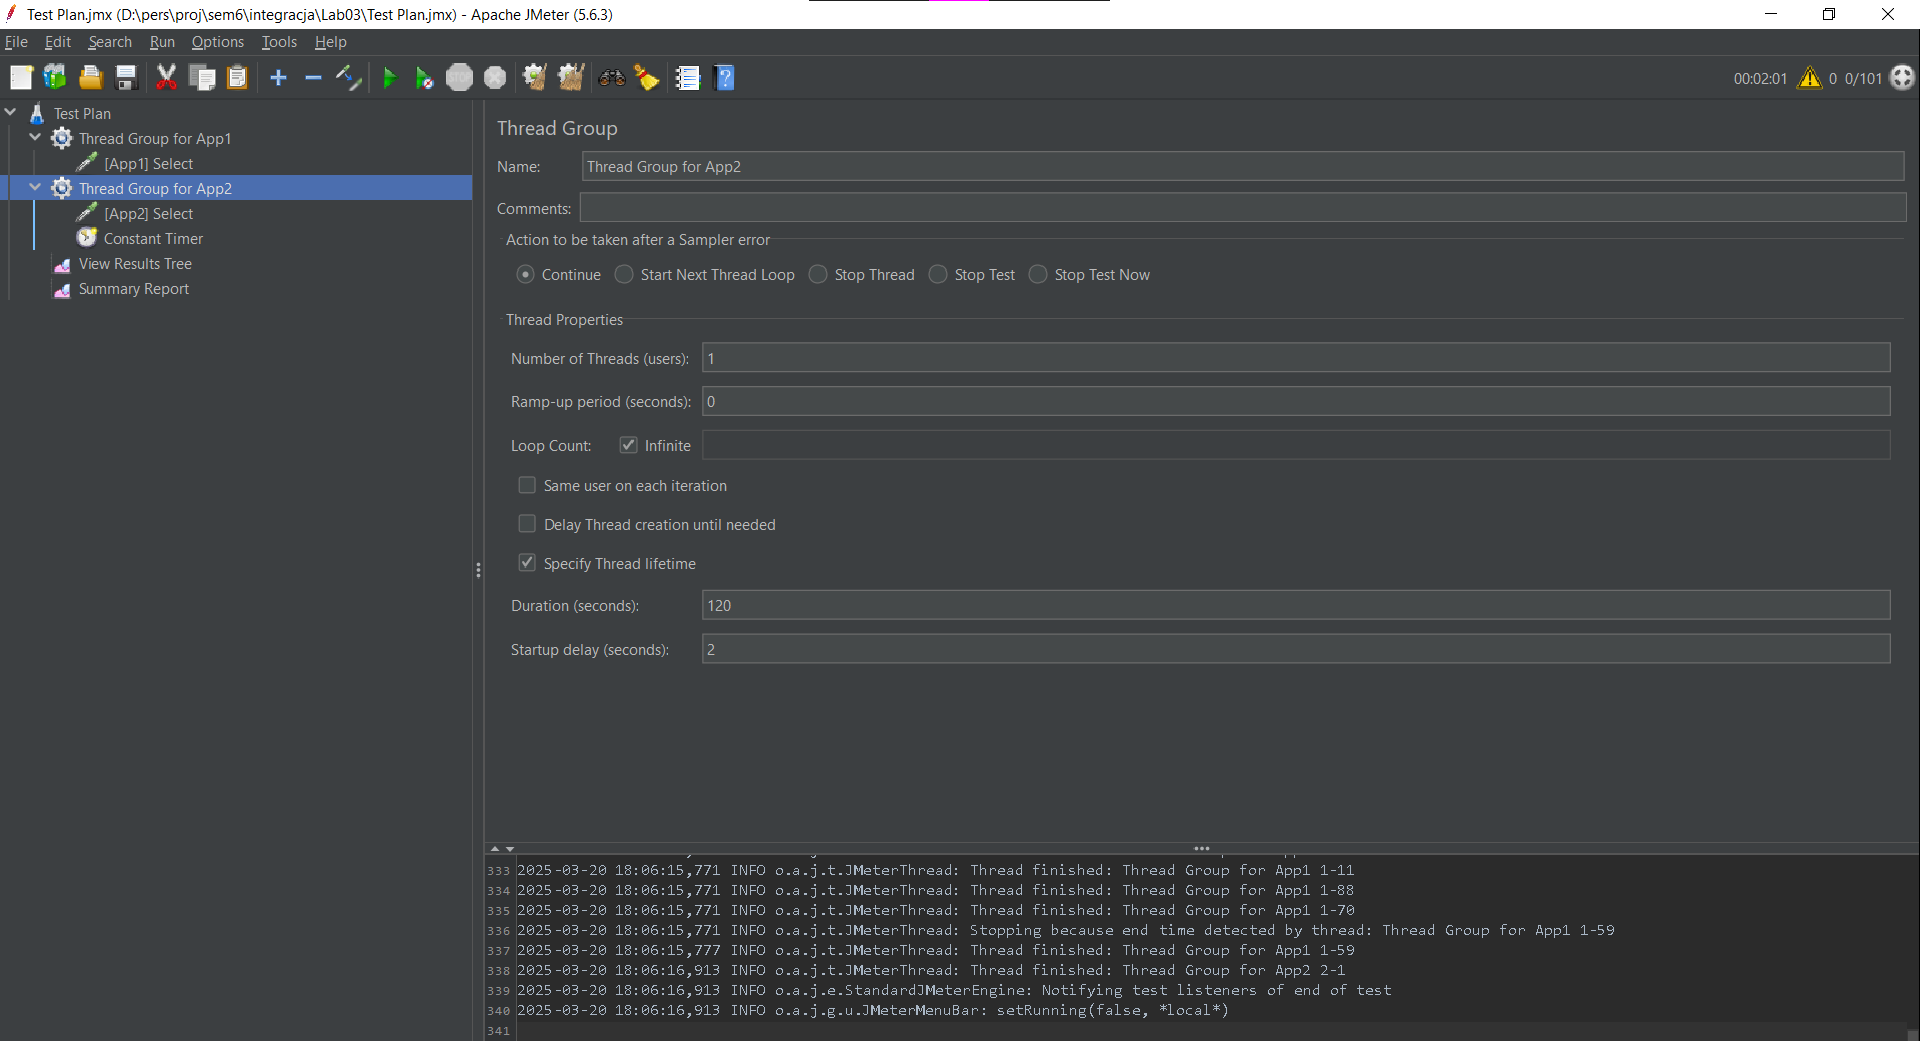 Test Plan.jmx (D:\pers\proj\sem6\integracja\Lab03\Test Plan.jmx) - Apache JMeter (5.6.3)
File Edit Search Run Options Tools Help
STOP
00:02:01 0 0/101
Test Plan
Thread Group for App1
[App1] Select
Thread Group for App2
[App2] Select
Constant Timer
View Results Tree
Summary Report
Thread Group
Name: Thread Group for App2
Comments:
Action to be taken after a Sampler error
Continue Start Next Thread Loop Stop Thread Stop Test Stop Test Now
Thread Properties
Number of Threads (users): 1
Ramp-up period (seconds): 0
Loop Count: Infinite
Same user on each iteration
Delay Thread creation until needed
Specify Thread lifetime
Duration (seconds): 120
Startup delay (seconds): 2
333 2025-03-20 18:06:15,771 INFO o.a.j.t.JMeterThread: Thread finished: Thread Group for App1 1-11
334 2025-03-20 18:06:15,771 INFO o.a.j.t.JMeterThread: Thread finished: Thread Group for App1 1-88
335 2025-03-20 18:06:15,771 INFO o.a.j.t.JMeterThread: Thread finished: Thread Group for App1 1-70
336 2025-03-20 18:06:15,771 INFO o.a.j.t.JMeterThread: Stopping because end time detected by thread: Thread Group for App1 1-59
337 2025-03-20 18:06:15,777 INFO o.a.j.t.JMeterThread: Thread finished: Thread Group for App1 1-59
338 2025-03-20 18:06:16,913 INFO o.a.j.t.JMeterThread: Thread finished: Thread Group for App2 2-1
339 2025-03-20 18:06:16,913 INFO o.a.j.e.StandardJMeterEngine: Notifying test listeners of end of test
340 2025-03-20 18:06:16,913 INFO o.a.j.g.u.JMeterMenuBar: setRunning(false, *local*)
341